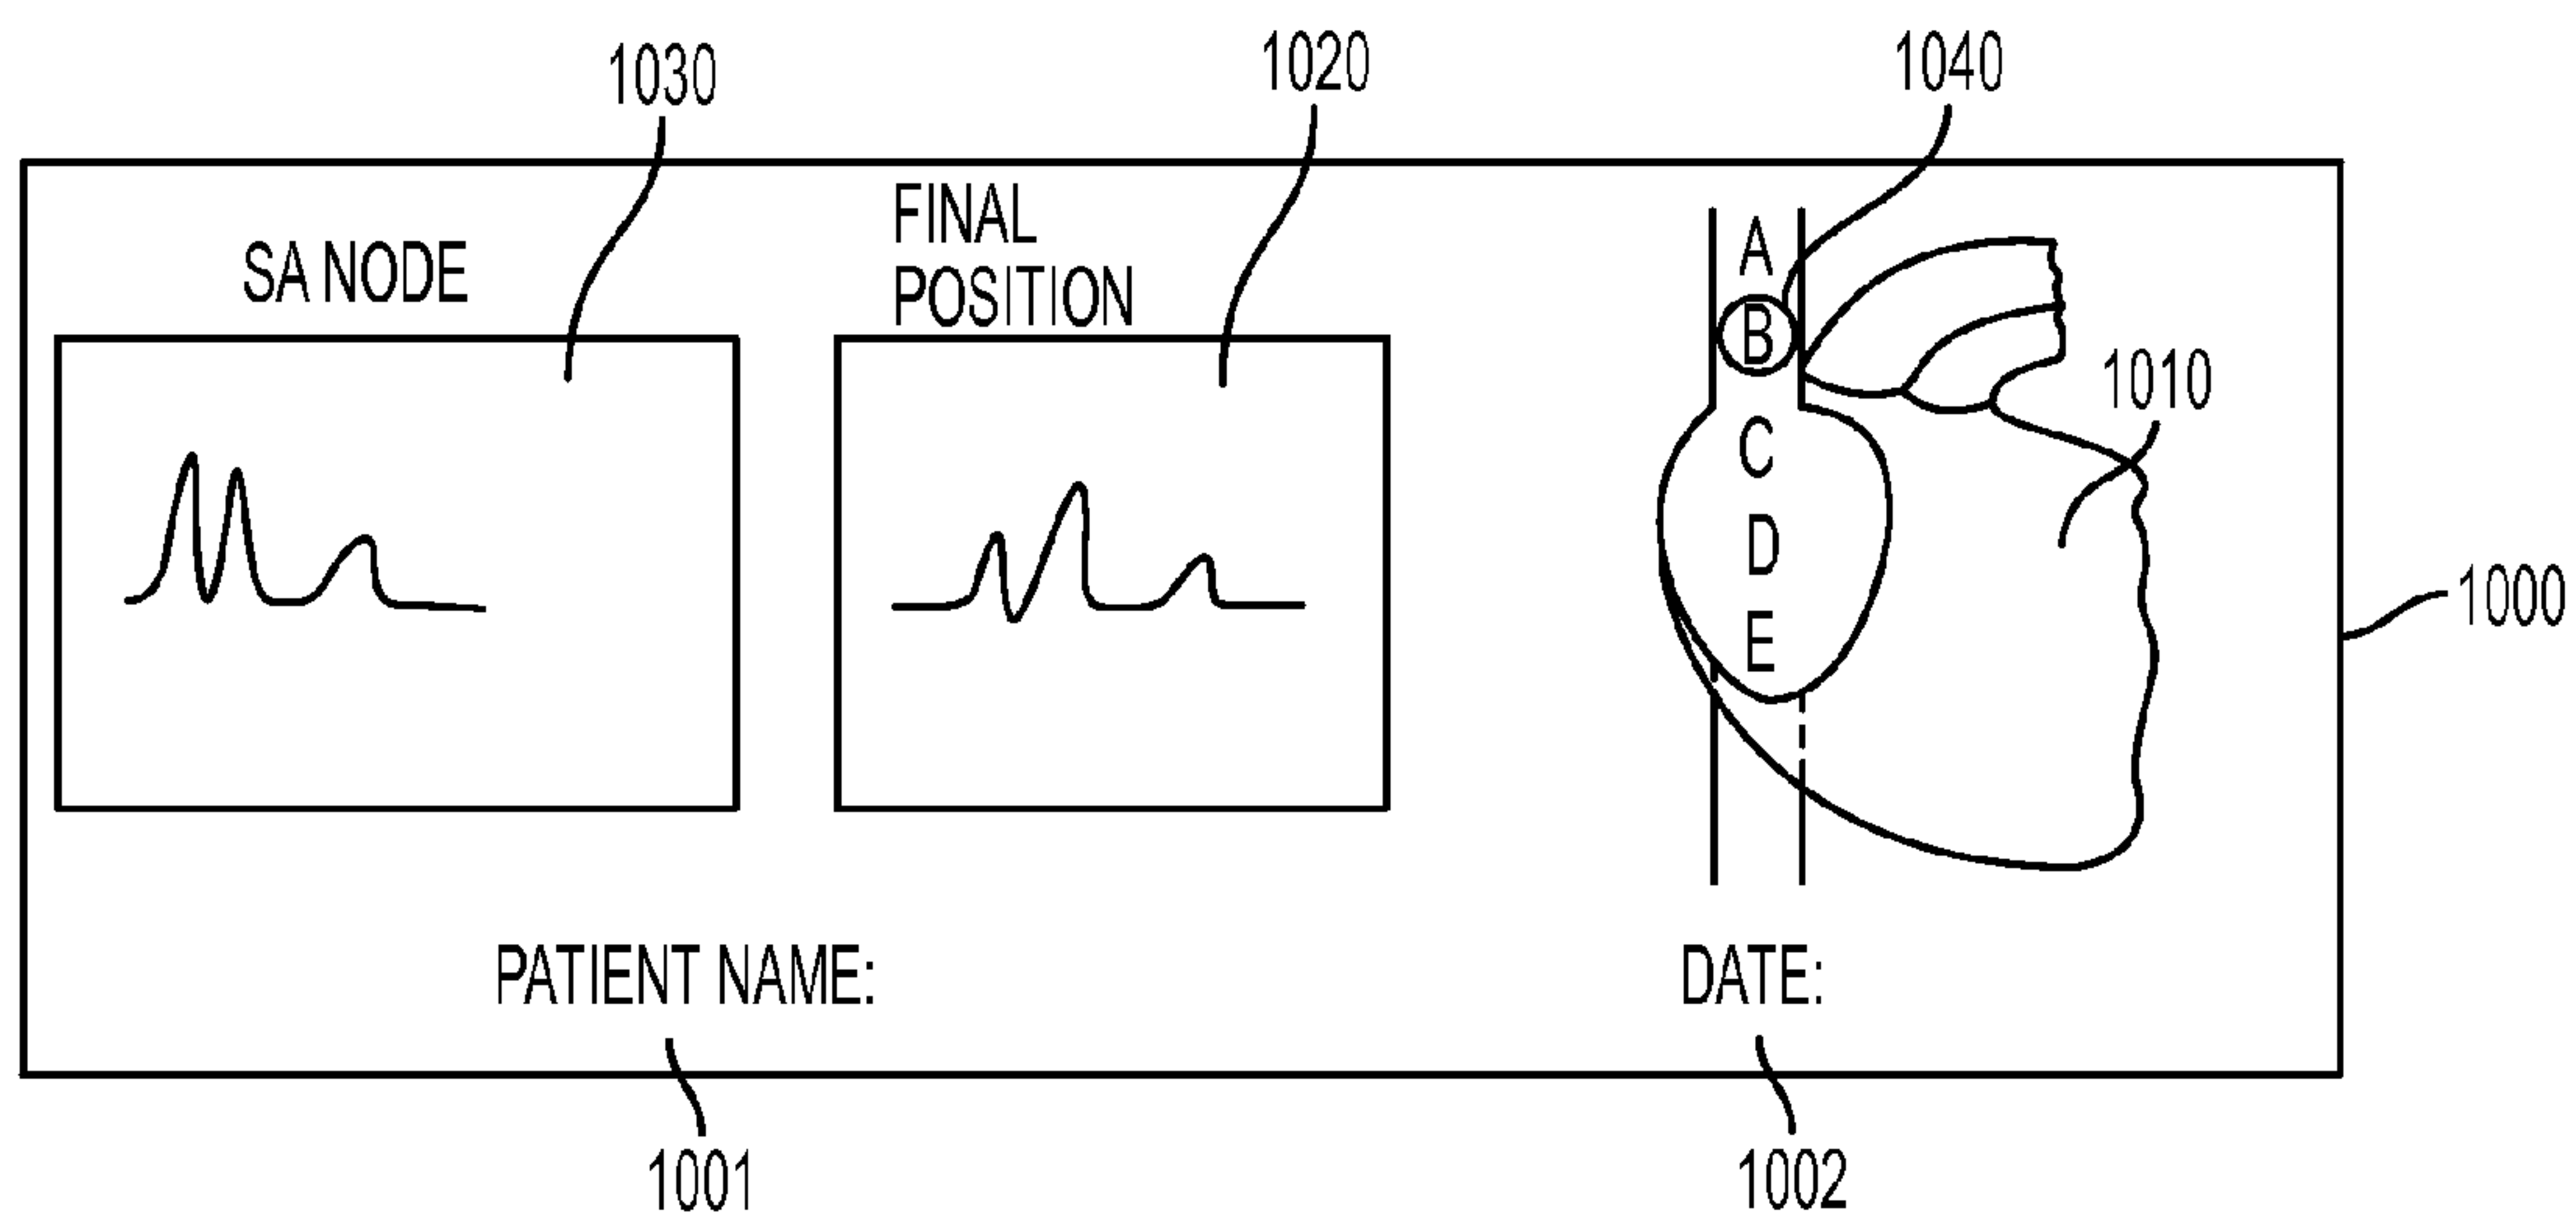 1030
1020
1040
SA NODE
FINAL
POSITION
A
B
C
D
E
1010
1000
PATIENT NAME:
DATE:
1001
1002